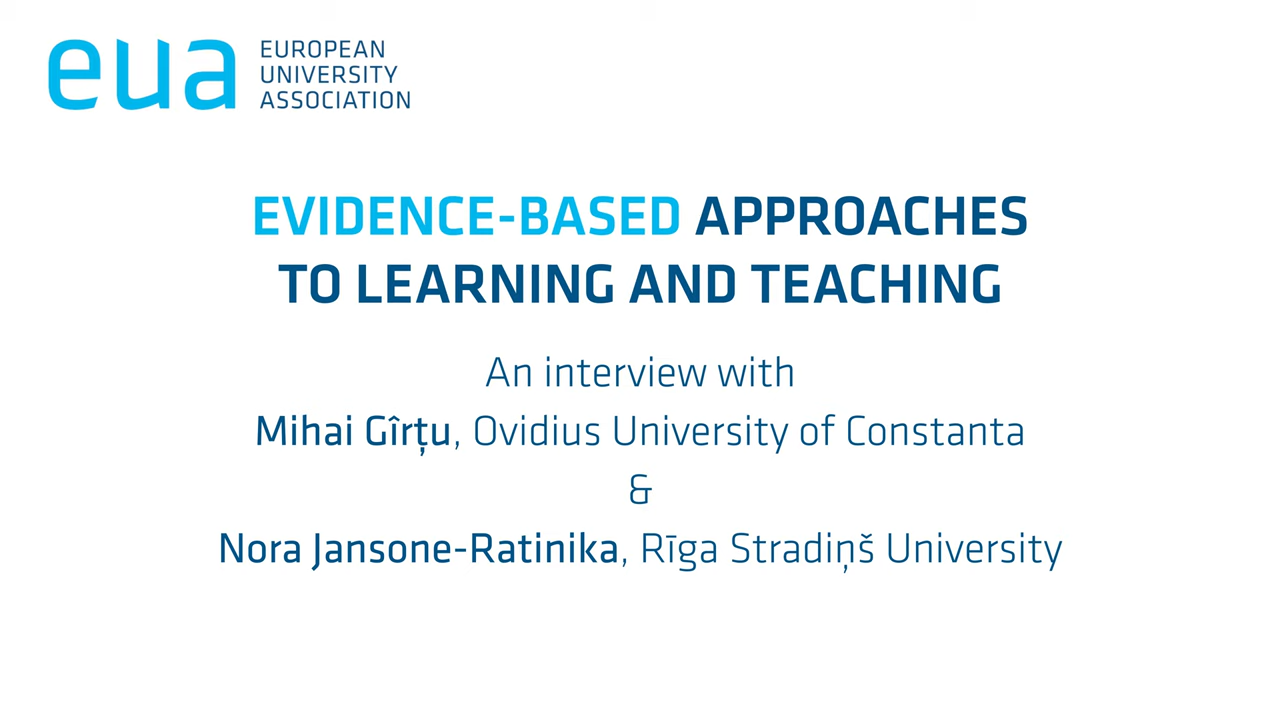 eua
EUROPEAN
UNIVERSITY
ASSOCIATION
EVIDENCE-BASED APPROACHES
TO LEARNING AND TEACHING
An interview with
Mihai Gîrțu, Ovidius University of Constanta
&
Nora Jansone-Ratinika, Rīga Stradiņš University